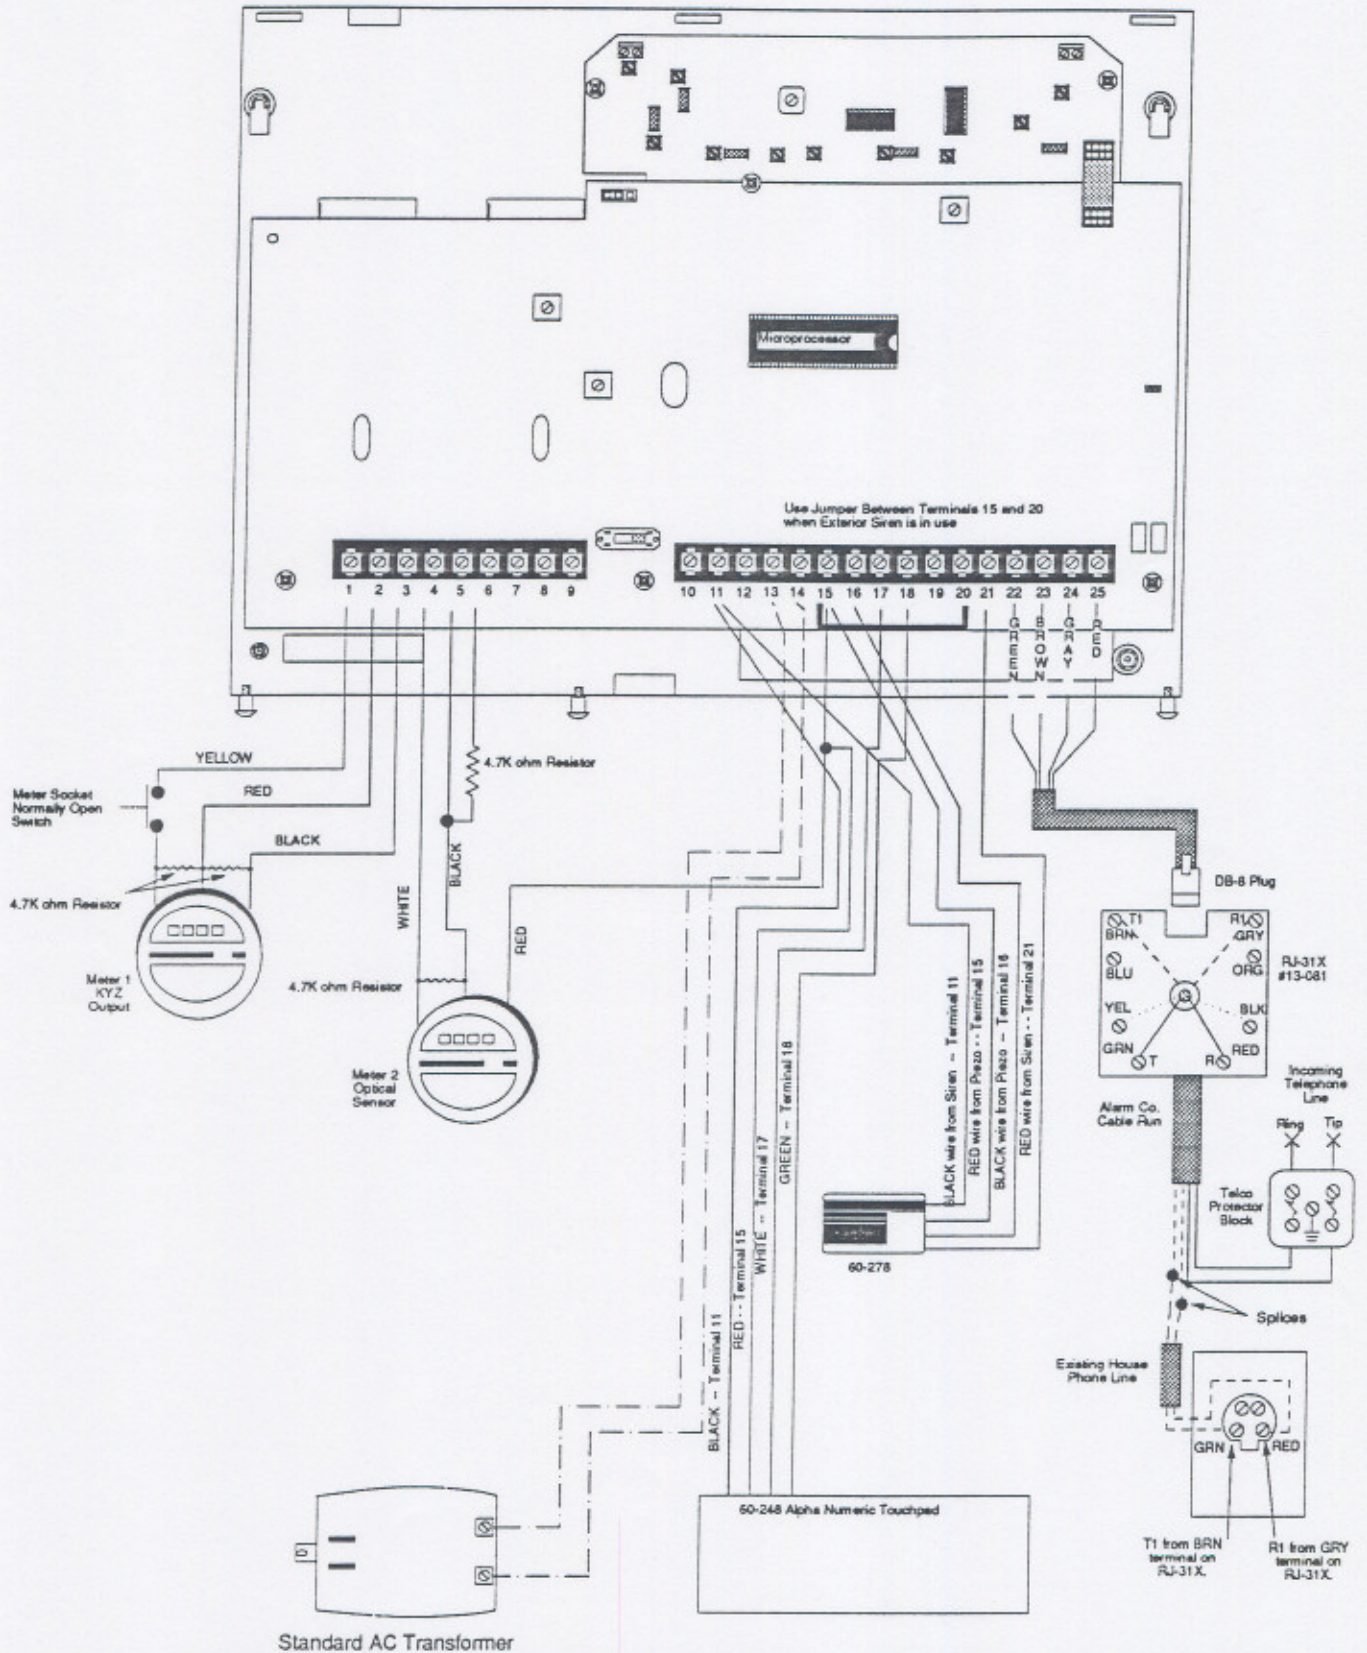 Microprocessor
Use Jumper Between Terminals 15 and 20
when Exterior Siren is in use
1 2 3 4 5 6 7 8 9
10 11 12 13 14 15 16 17 18 19 20 21 22 23 24 25
GREEN
BROWN
GRAY
RED
YELLOW
4.7K ohm Resistor
Meter Socket
Normally Open
Switch
RED
BLACK
BLACK
WHITE
4.7K ohm Resistor
RED
Meter 1
KYZ
Output
4.7K ohm Resistor
Meter 2
Optical
Sensor
DB-8 Plug
T1
BRN
R1
GRY
BLU
ORG
YEL
BLK
GRN
RED
T
R
RJ-31X
#13-081
BLACK wire from Siren -- Terminal 11
RED wire from Piezo -- Terminal 15
BLACK wire from Piezo -- Terminal 16
RED wire from Siren -- Terminal 21
Alarm Co.
Cable Run
Incoming
Telephone
Line
Ring
Tip
Telco
Protector
Block
60-278
BLACK -- Terminal 11
RED -- Terminal 15
WHITE -- Terminal 17
GREEN -- Terminal 18
Splices
Existing House
Phone Line
GRN
RED
60-248 Alpha Numeric Touchpad
T1 from BRN
terminal on
RJ-31X.
R1 from GRY
terminal on
RJ-31X.
Standard AC Transformer